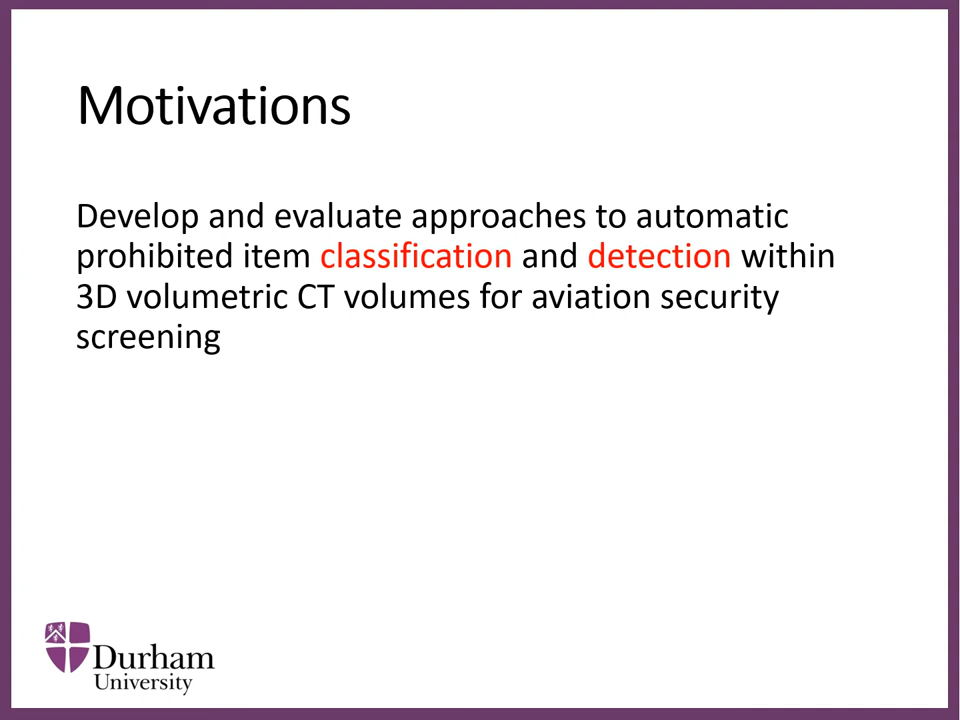 Motivations
Develop and evaluate approaches to automatic
prohibited item classification and detection within
3D volumetric CT volumes for aviation security
screening
Durham
University